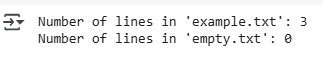 Number of lines in 'example.txt': 3
Number of lines in 'empty.txt': 0